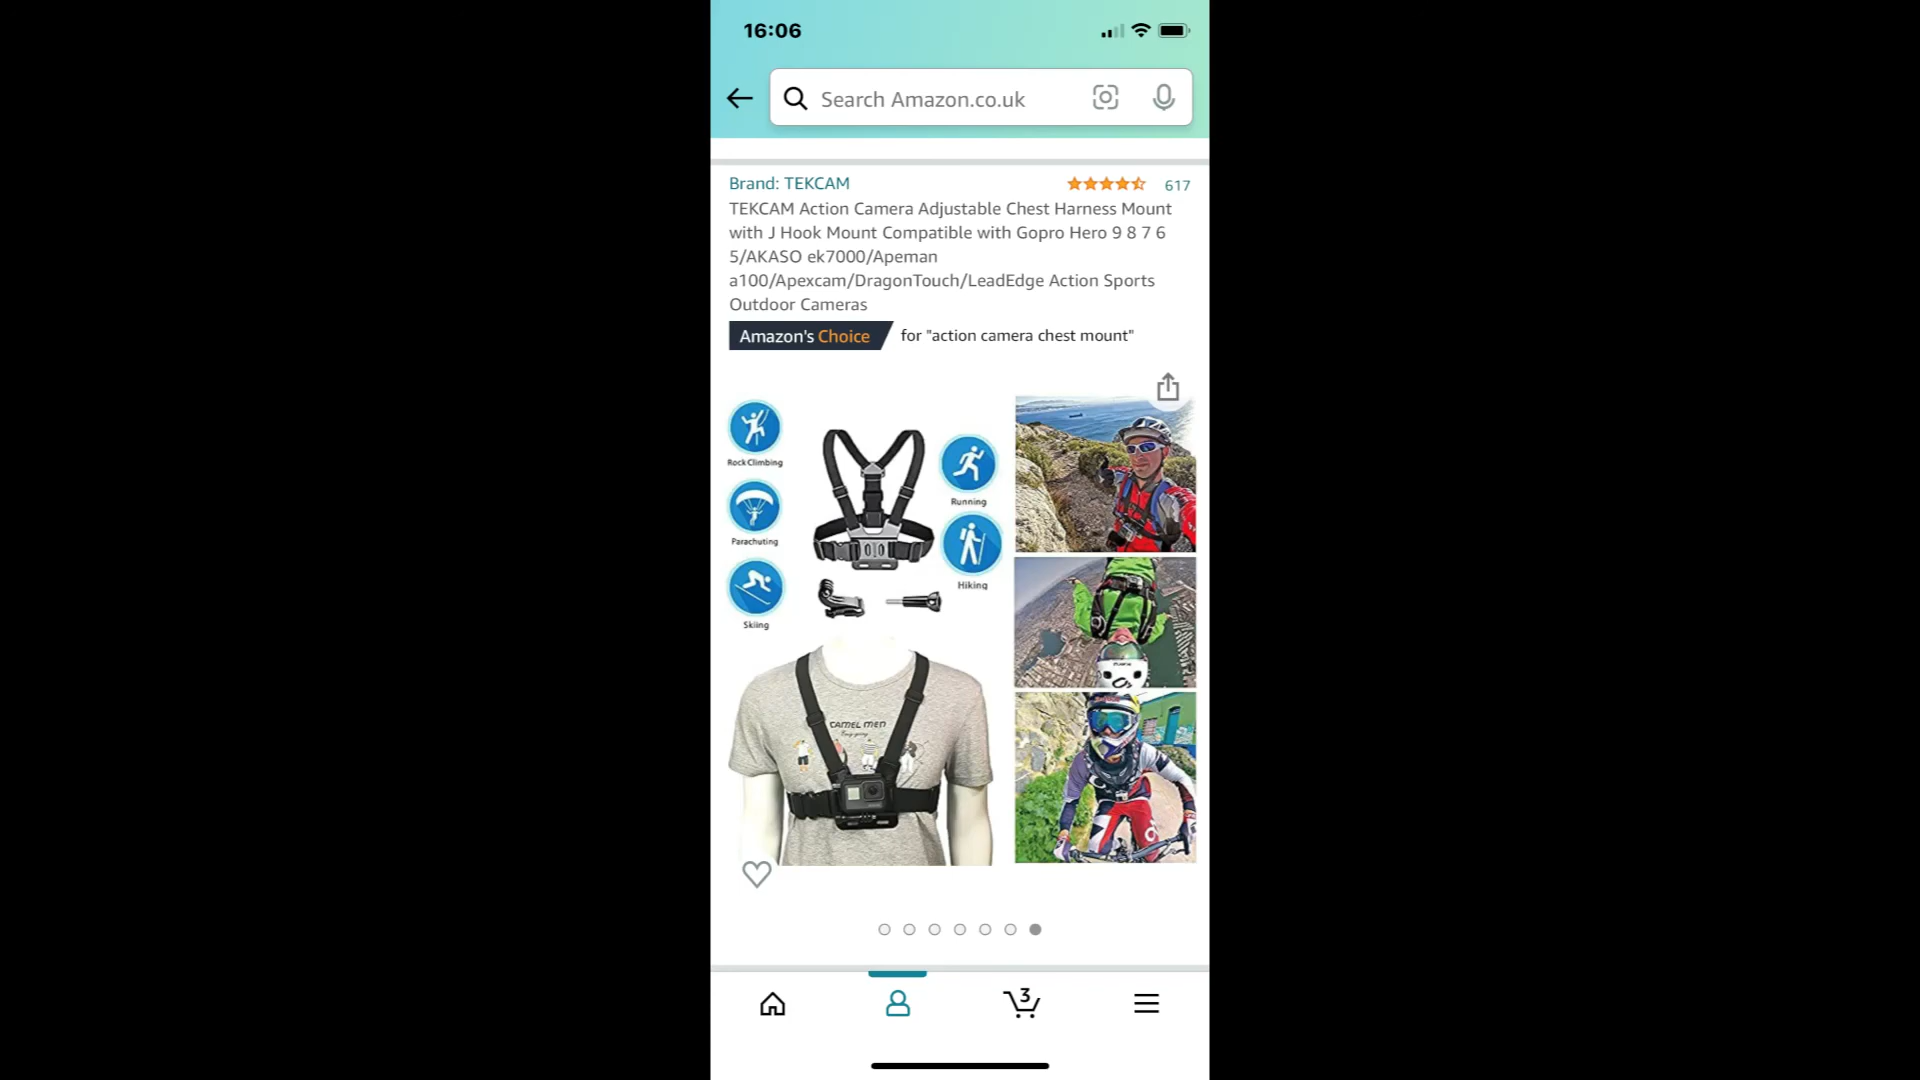 16:06
Search Amazon.co.uk
Brand: TEKCAM
617
TEKCAM Action Camera Adjustable Chest Harness Mount
with J Hook Mount Compatible with Gopro Hero 9 8 7 6
5/AKASO ek7000/Apeman
a100/Apexcam/DragonTouch/LeadEdge Action Sports
Outdoor Cameras
Amazon's Choice for "action camera chest mount"
Rock Climbing
Running
Parachuting
Hiking
Skiing
CAMEL MEN
3